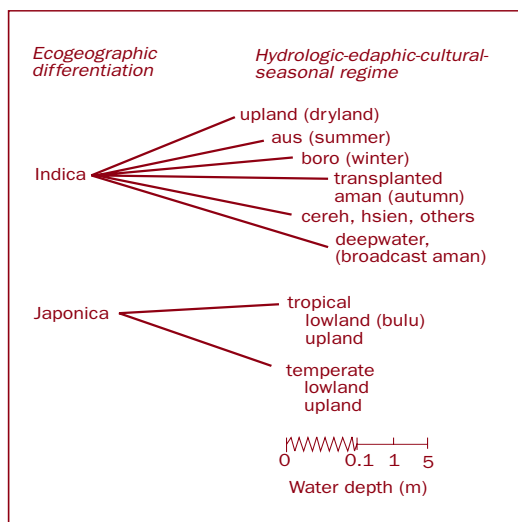 Ecogeographic
differentiation
Hydrologic-edaphic-cultural-
seasonal regime
Indica
upland (dryland)
aus (summer)
boro (winter)
transplanted
aman (autumn)
cereh, hsien, others
deepwater,
(broadcast aman)
Japonica
tropical
lowland (bulu)
upland
temperate
lowland
upland
0 0.1 1 5
Water depth (m)